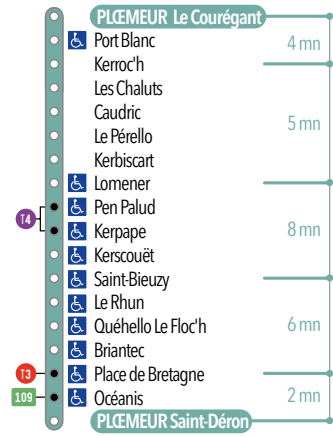 PLŒMEUR Le Courégant
Port Blanc
4 mn
Kerroc'h
Les Chaluts
Caudric
5 mn
Le Pérello
Kerbiscart
Lomener
Pen Palud
T4
Kerpape
8 mn
Kerscouët
Saint-Bieuzy
Le Rhun
Quéhello Le Floc'h
6 mn
Briantec
T3
Place de Bretagne
109
Océanis
2 mn
PLŒMEUR Saint-Déron